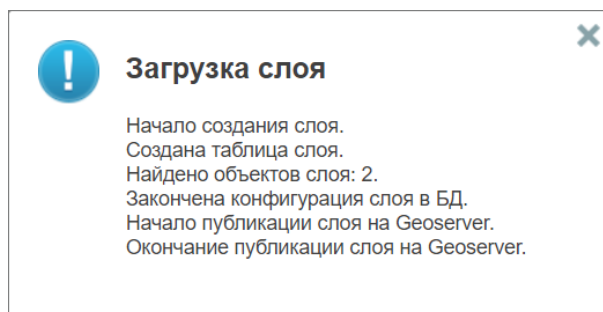 Загрузка слоя
Начало создания слоя.
Создана таблица слоя.
Найдено объектов слоя: 2.
Закончена конфигурация слоя в БД.
Начало публикации слоя на Geoserver.
Окончание публикации слоя на Geoserver.